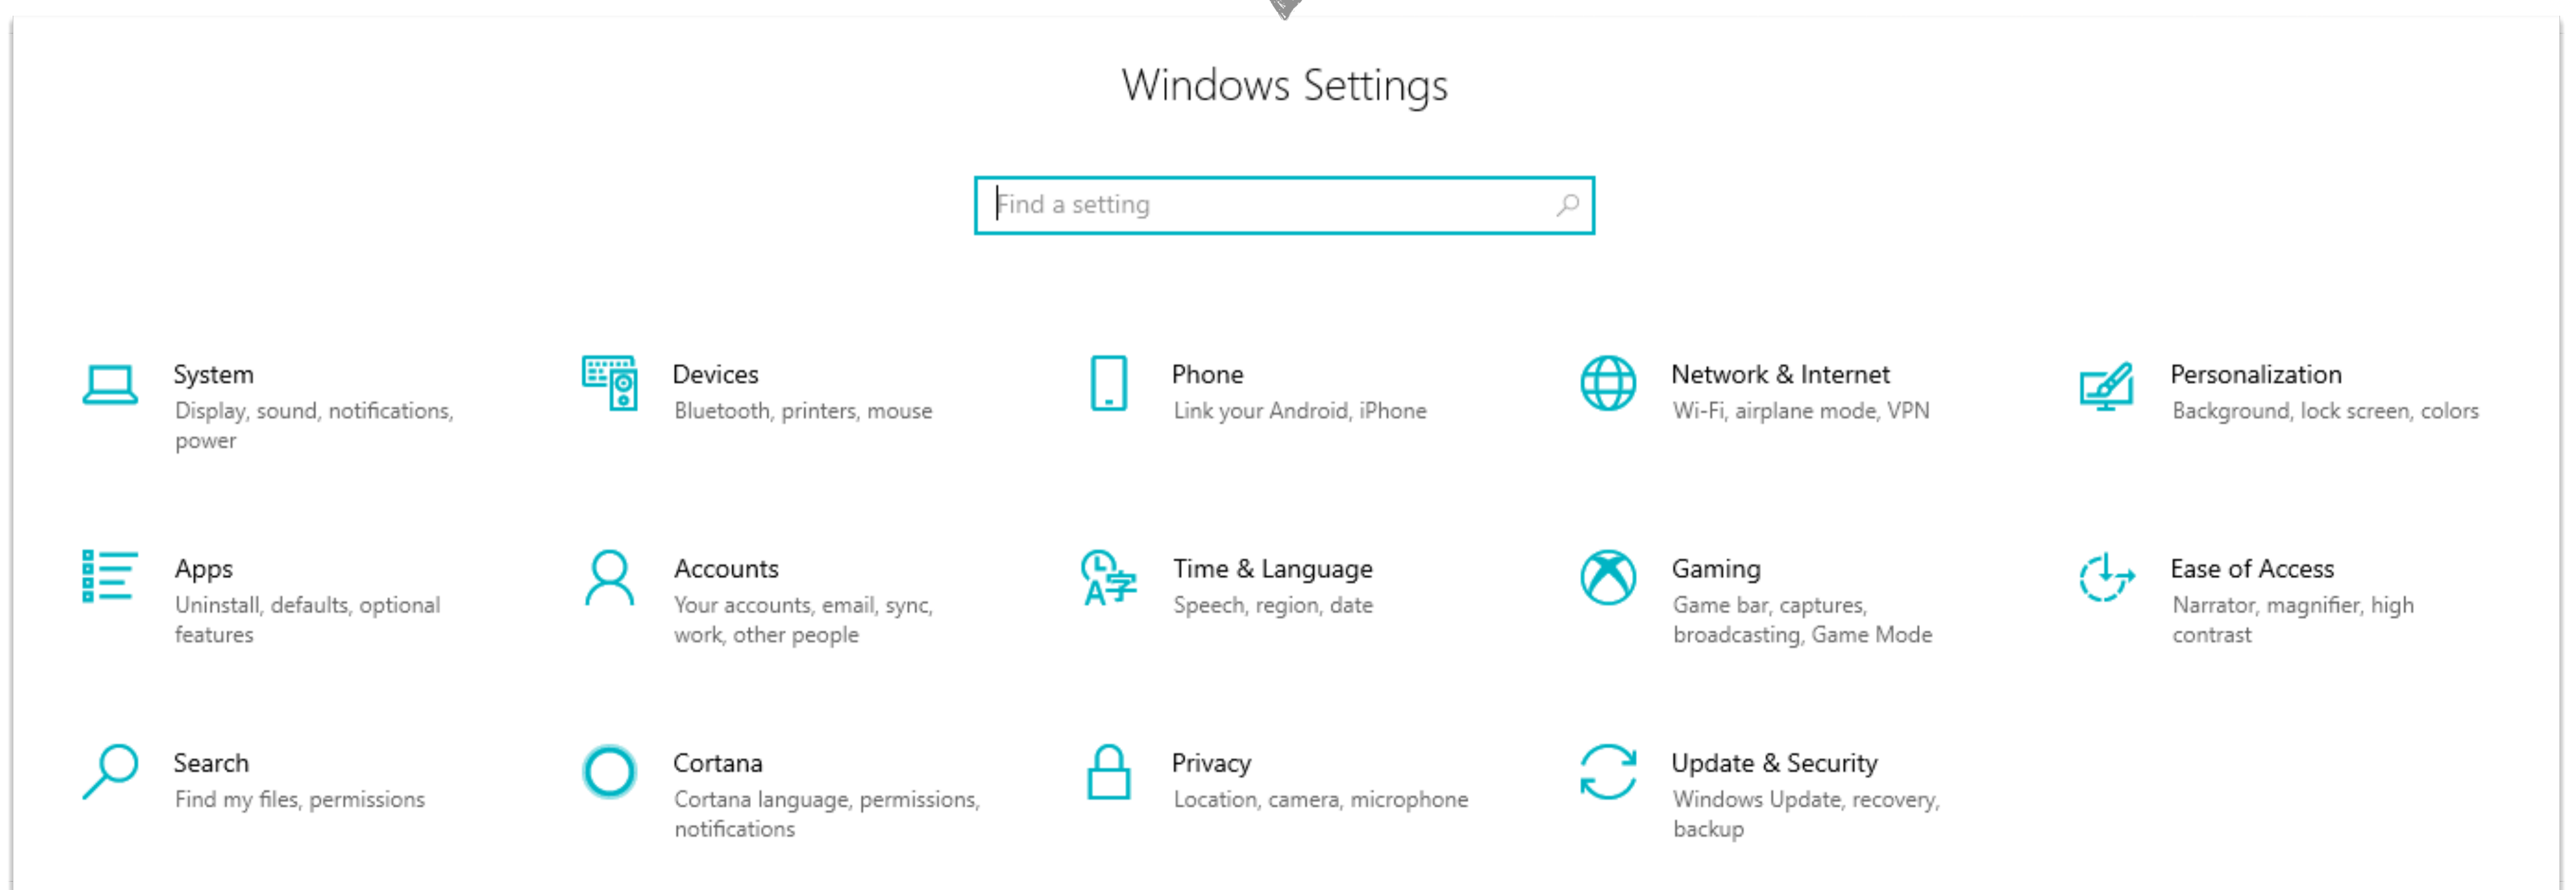 Windows Settings
Find a setting
System
Display, sound, notifications,
power
Devices
Bluetooth, printers, mouse
Phone
Link your Android, iPhone
Network & Internet
Wi-Fi, airplane mode, VPN
Personalization
Background, lock screen, colors
Apps
Uninstall, defaults, optional
features
Accounts
Your accounts, email, sync,
work, other people
Time & Language
Speech, region, date
Gaming
Game bar, captures,
broadcasting, Game Mode
Ease of Access
Narrator, magnifier, high
contrast
Search
Find my files, permissions
Cortana
Cortana language, permissions,
notifications
Privacy
Location, camera, microphone
Update & Security
Windows Update, recovery,
backup